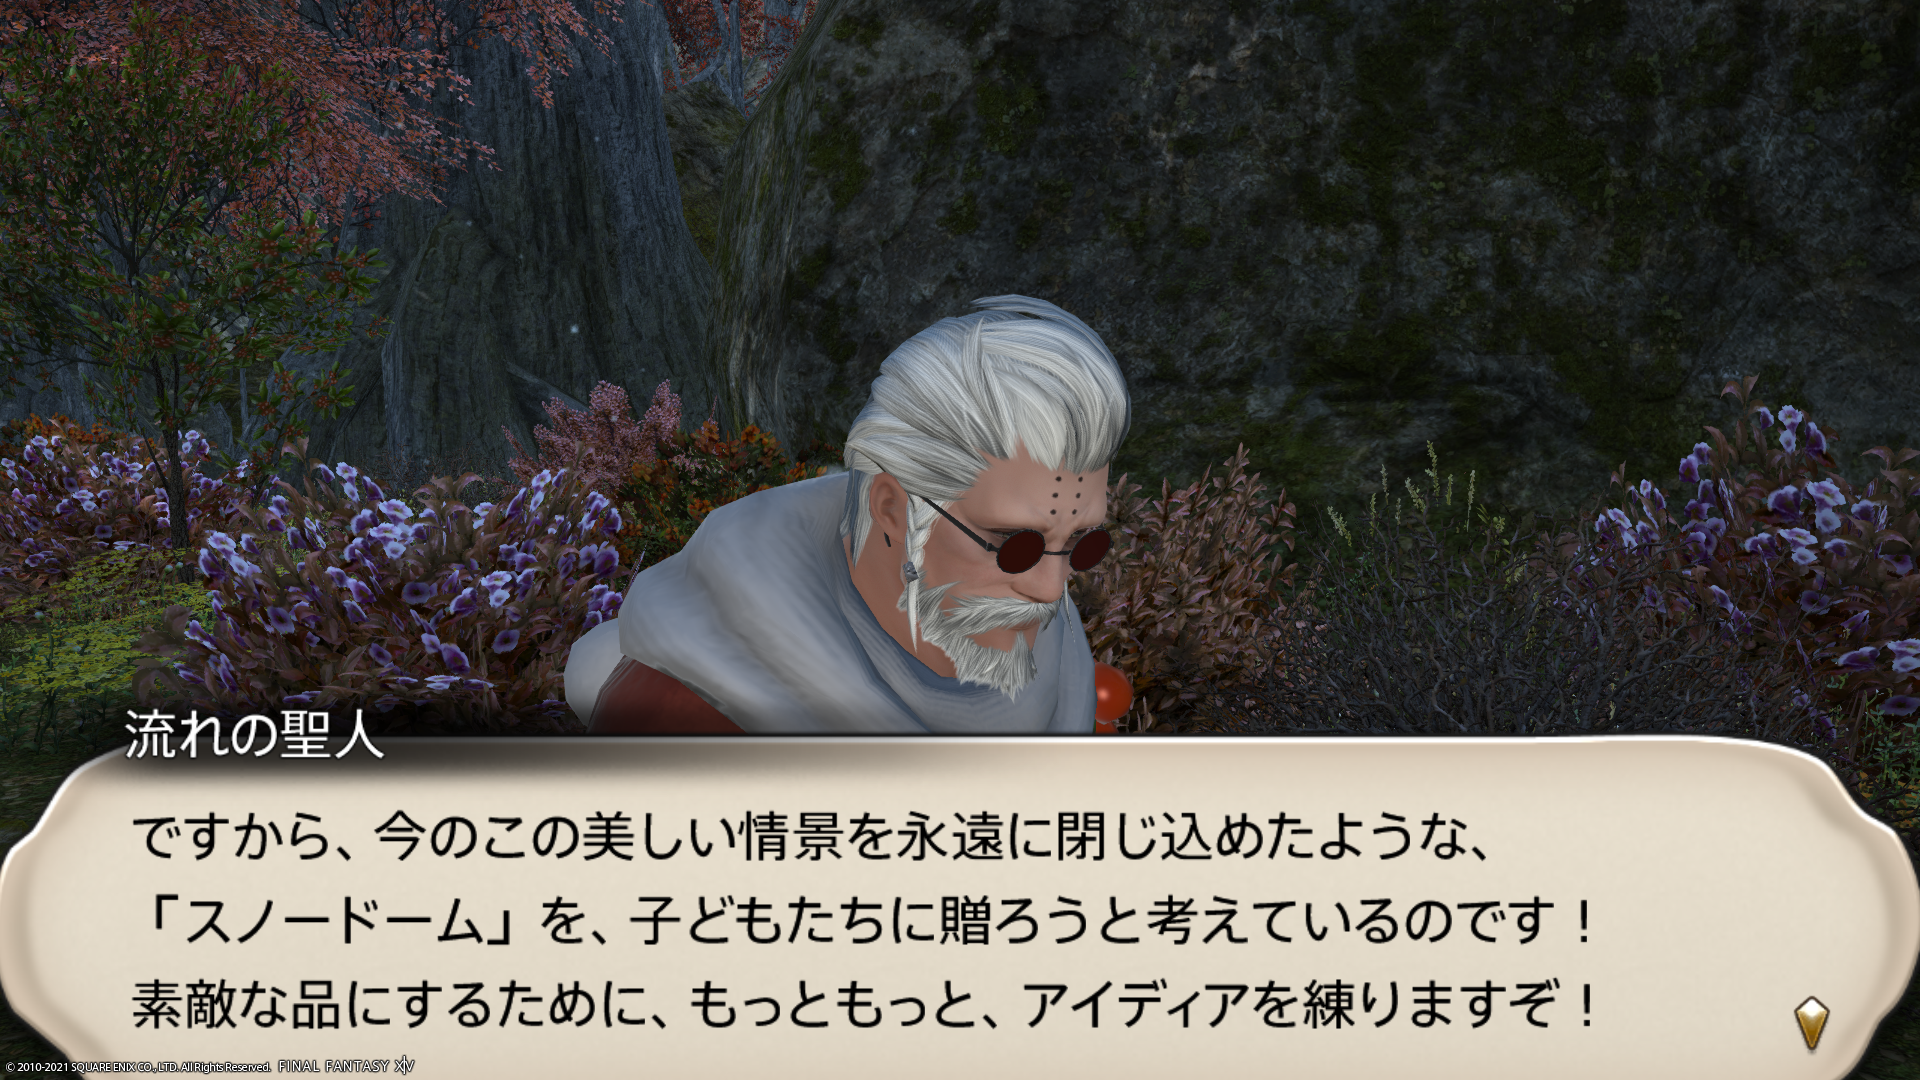 流れの聖人
ですから、今のこの美しい情景を永遠に閉じ込めたような、
「スノードーム」を、子どもたちに贈ろうと考えているのです！
素敵な品にするために、もっともっと、アイディアを練りますぞ！
© 2010-2021 SQUARE ENIX CO., LTD. All Rights Reserved. FINAL FANTASY XIV